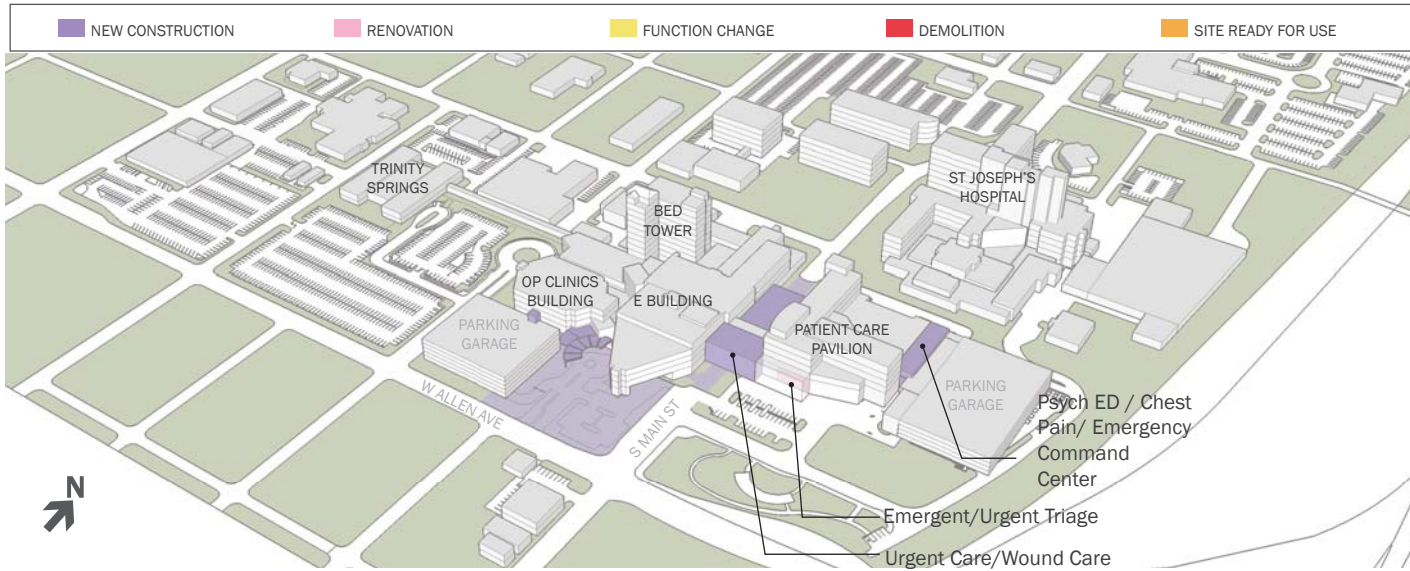 NEW CONSTRUCTION
RENOVATION
FUNCTION CHANGE
DEMOLITION
SITE READY FOR USE
TRINITY
SPRINGS
ST JOSEPH'S
HOSPITAL
BED
TOWER
OP CLINICS
BUILDING
E BUILDING
PARKING
GARAGE
PATIENT CARE
PAVILION
PARKING
GARAGE
W ALLEN AVE
S MAIN ST
Psych ED / Chest
Pain/ Emergency
Command
Center
N
Emergent/Urgent Triage
Urgent Care/Wound Care